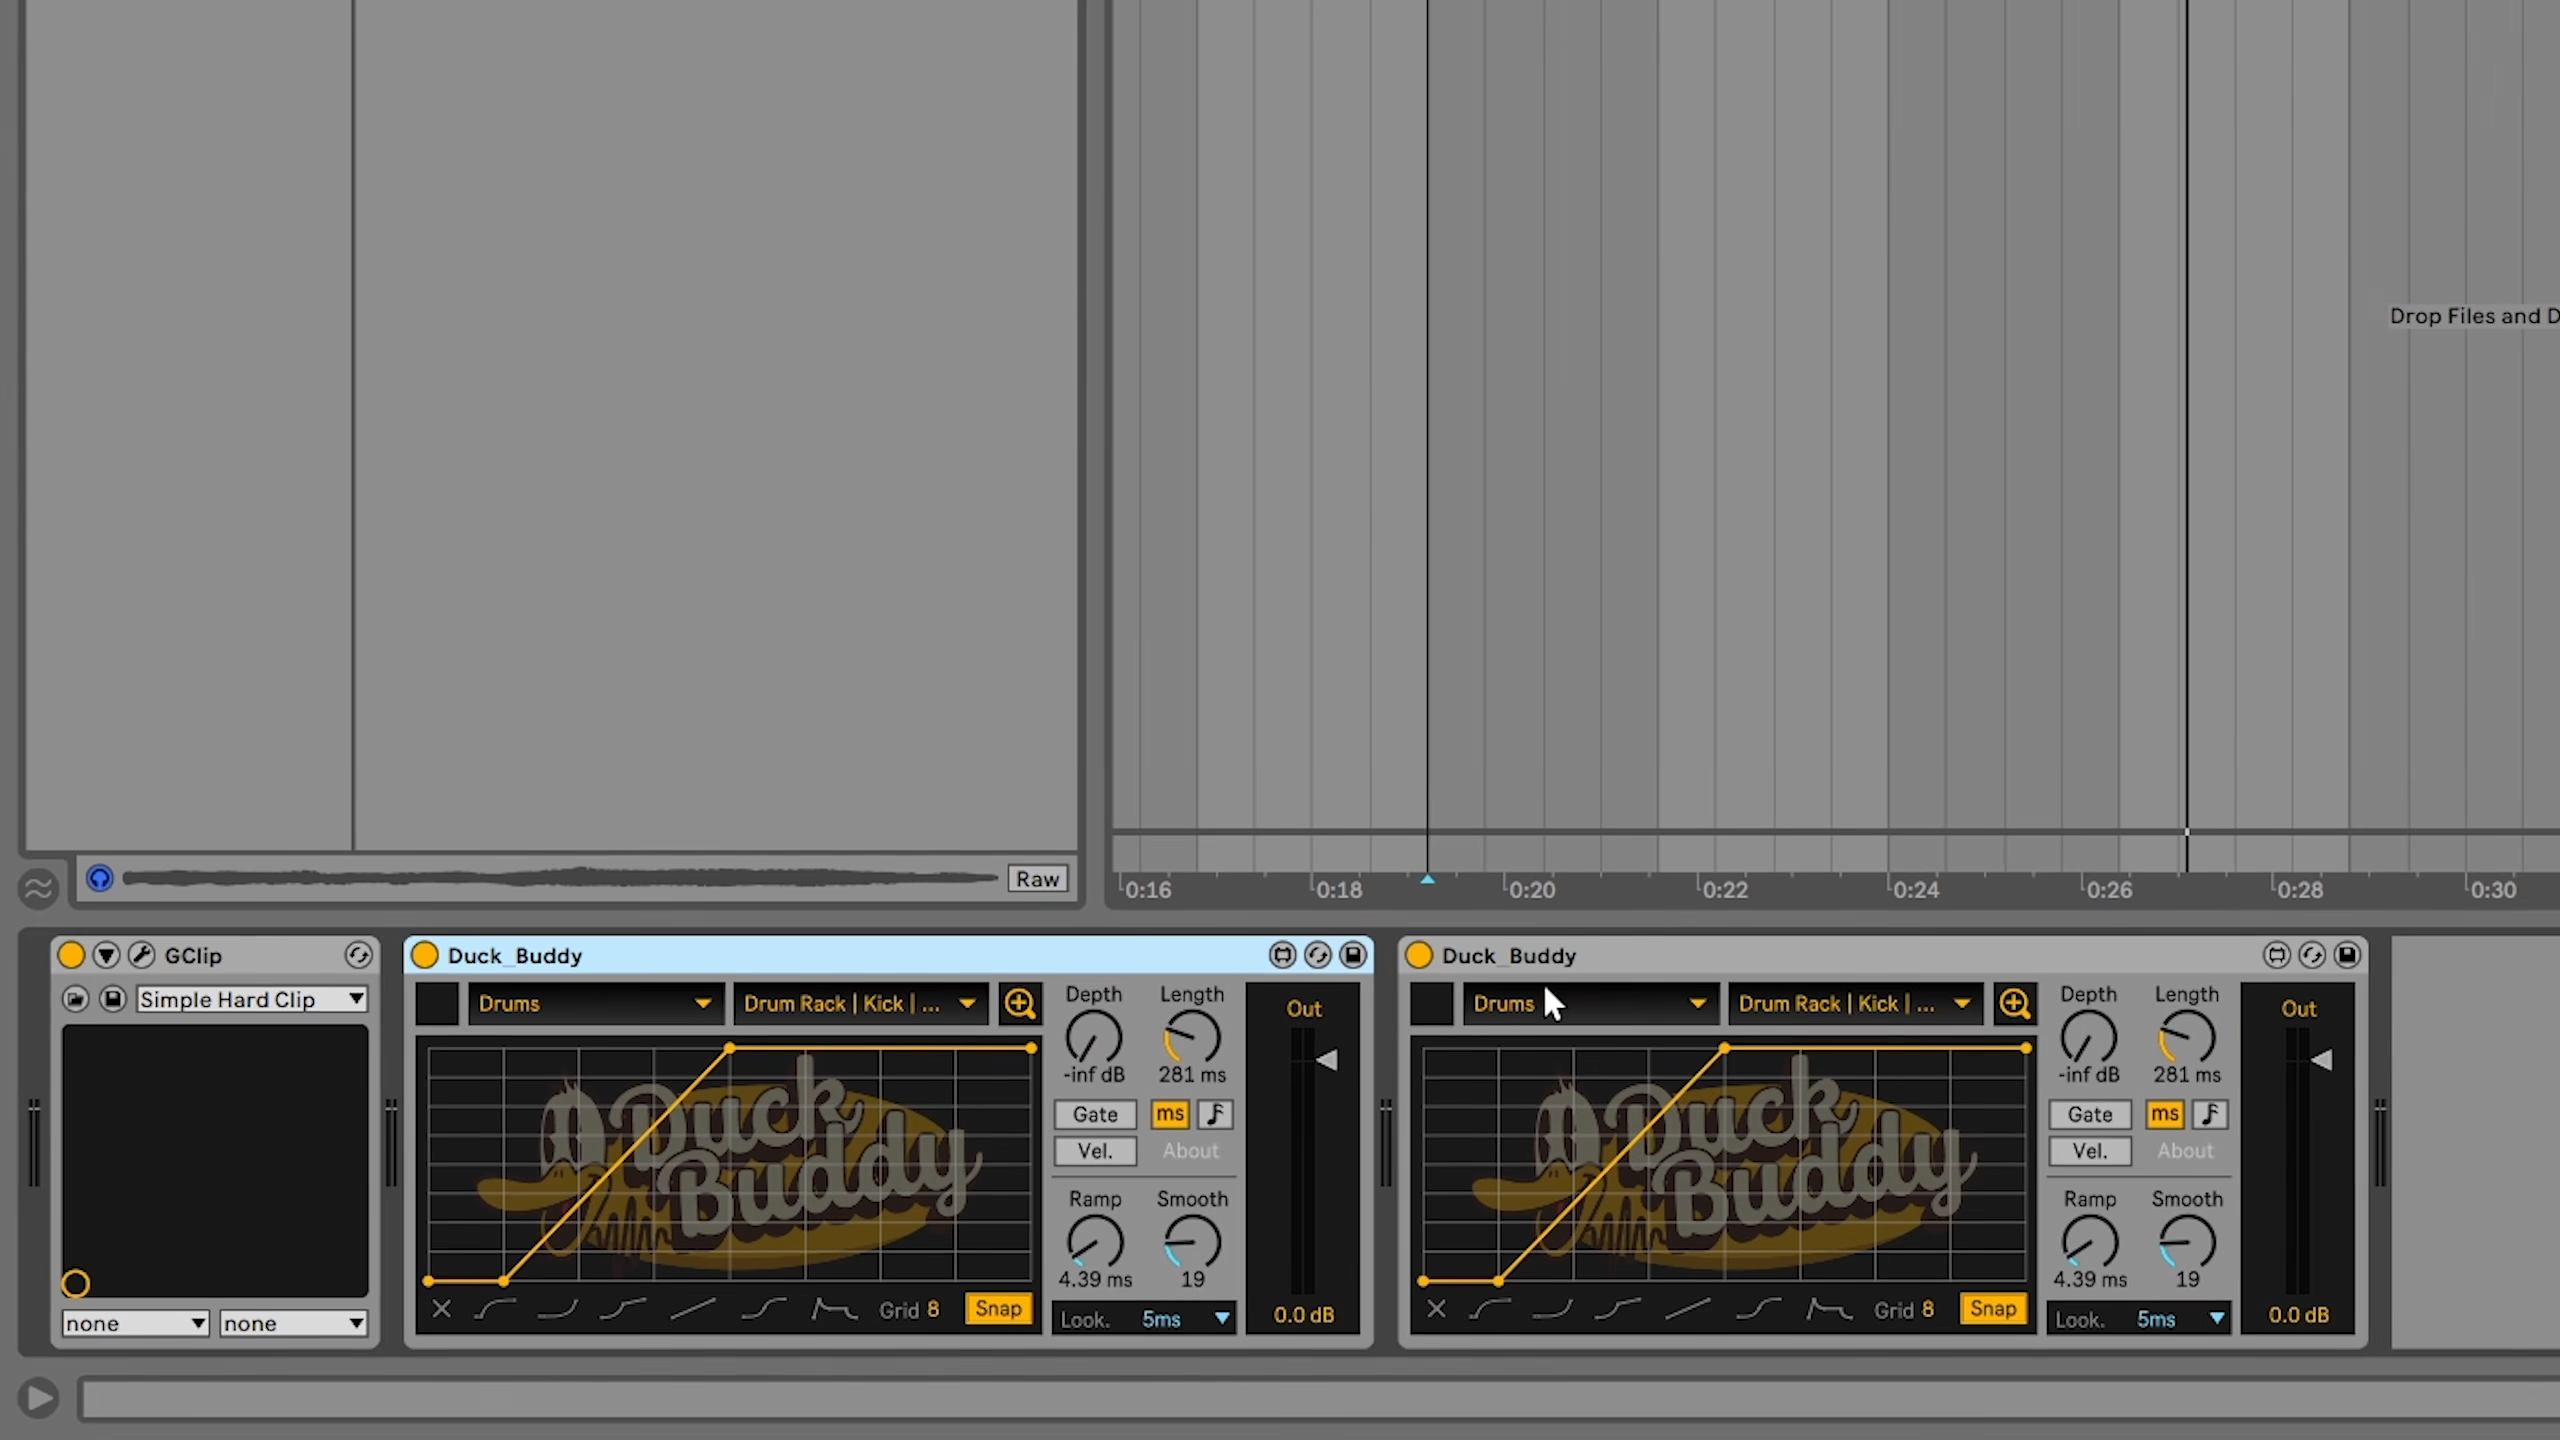 Drop Files and D
Raw
0:16
0:18
0:20
0:22
0:24
0:26
0:28
0:30
GClip
Simple Hard Clip
none
none
Duck_Buddy
Drums
Drum Rack | Kick | ...
Duck
Buddy
Grid 8
Snap
Depth
Length
-inf dB
281 ms
Gate
ms
Vel.
About
Ramp
Smooth
4.39 ms
19
Look.
5ms
Out
0.0 dB
Duck_Buddy
Drums
Drum Rack | Kick | ...
Duck
Buddy
Grid 8
Snap
Depth
Length
-inf dB
281 ms
Gate
ms
Vel.
About
Ramp
Smooth
4.39 ms
19
Look.
5ms
Out
0.0 dB